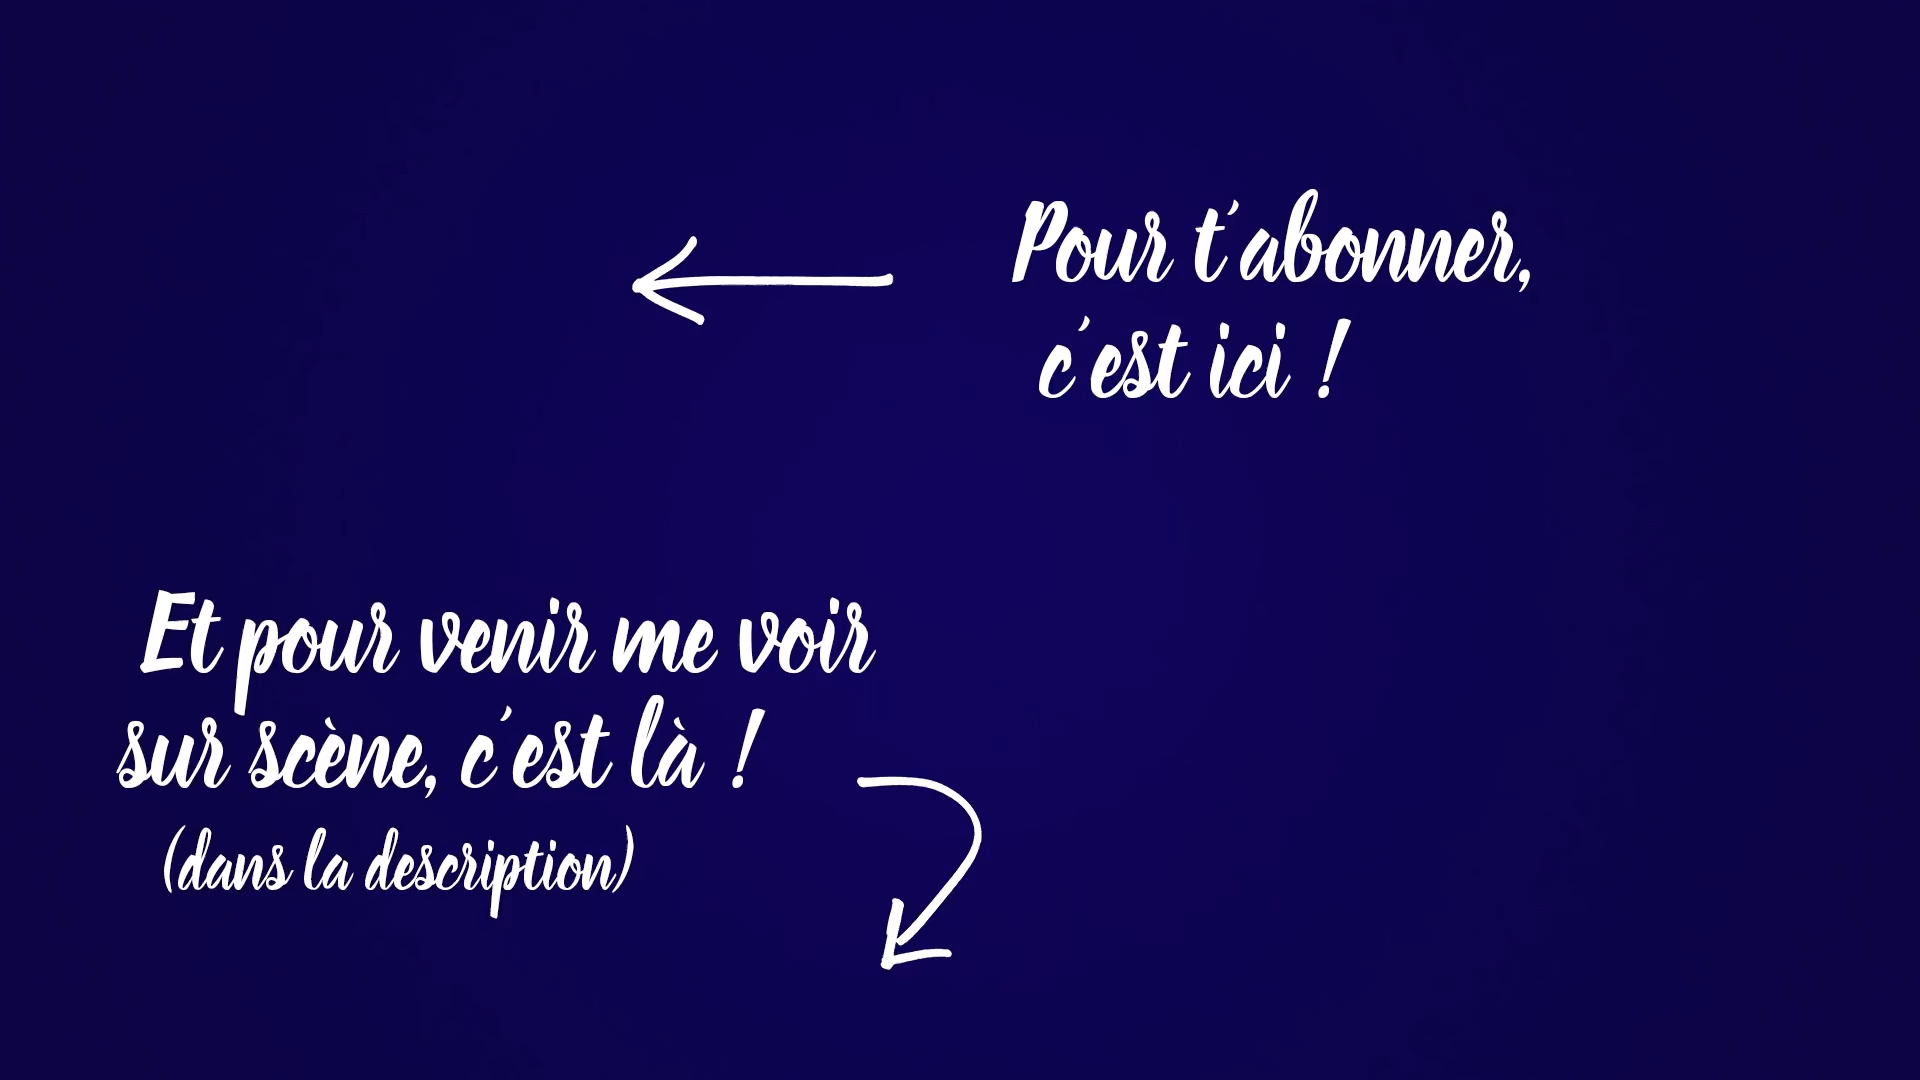 Pour t'abonner,
c'est ici !
Et pour venir me voir
sur scène, c'est là !
(dans la description)